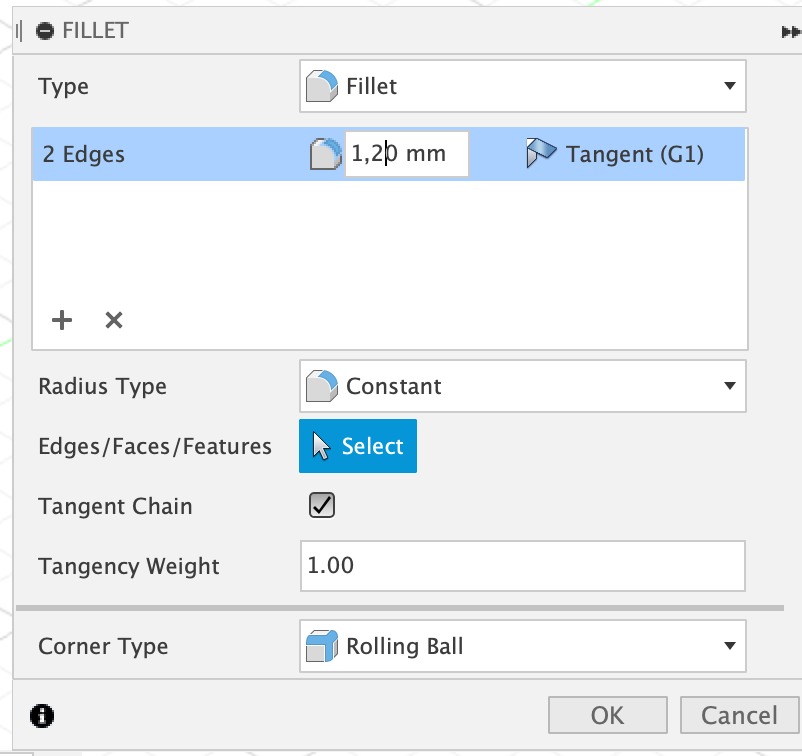 FILLET
Type Fillet
2 Edges 1,20 mm Tangent (G1)
Radius Type Constant
Edges/Faces/Features Select
Tangent Chain
Tangency Weight 1.00
Corner Type Rolling Ball
OK Cancel